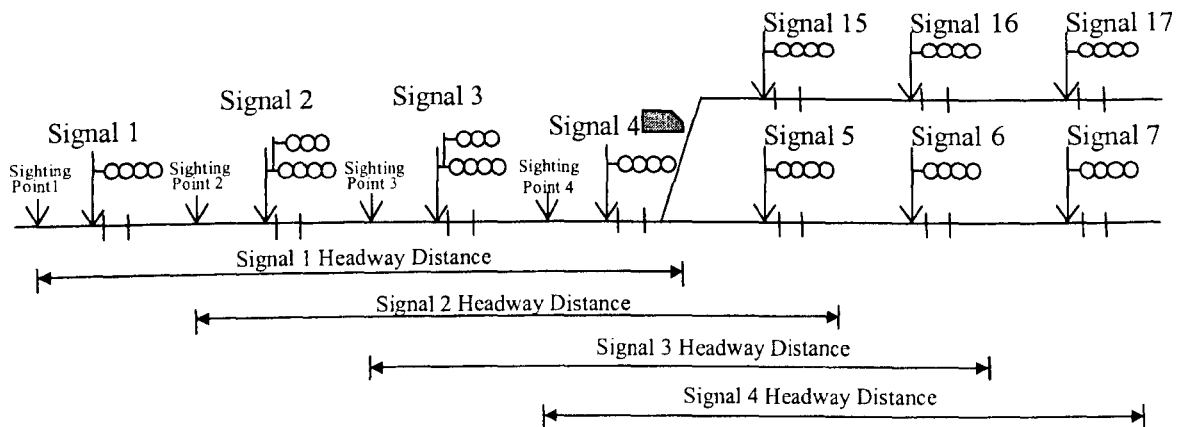 Signal 15
Signal 16
Signal 17
Signal 2
Signal 3
Signal 1
Signal 4
Sighting
Point1
Sighting
Point 2
Sighting
Point 3
Sighting
Point 4
Signal 5
Signal 6
Signal 7
Signal 1 Headway Distance
Signal 2 Headway Distance
Signal 3 Headway Distance
Signal 4 Headway Distance